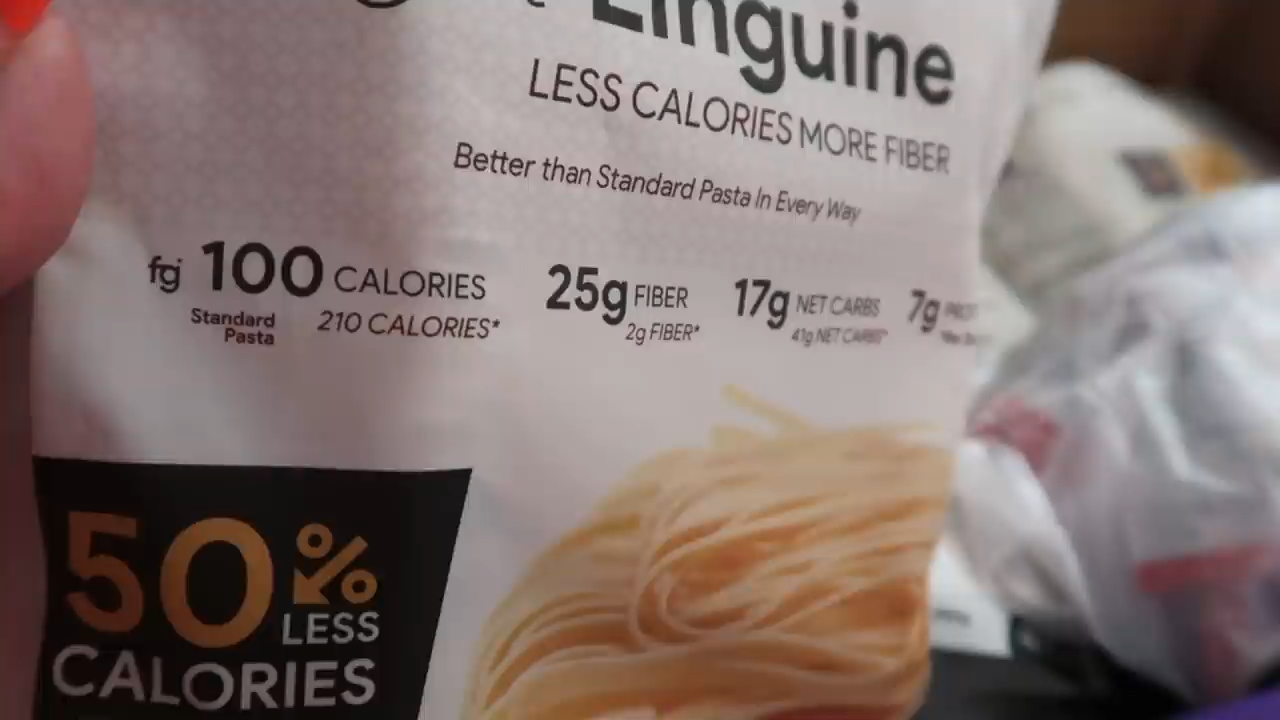 Linguine
LESS CALORIES MORE FIBER
Better than Standard Pasta In Every Way
fgj 100 CALORIES 25g FIBER 17g NET CARBS 7g
Standard Pasta 210 CALORIES* 2g FIBER* 41g NET CARBS*
50%
LESS
CALORIES